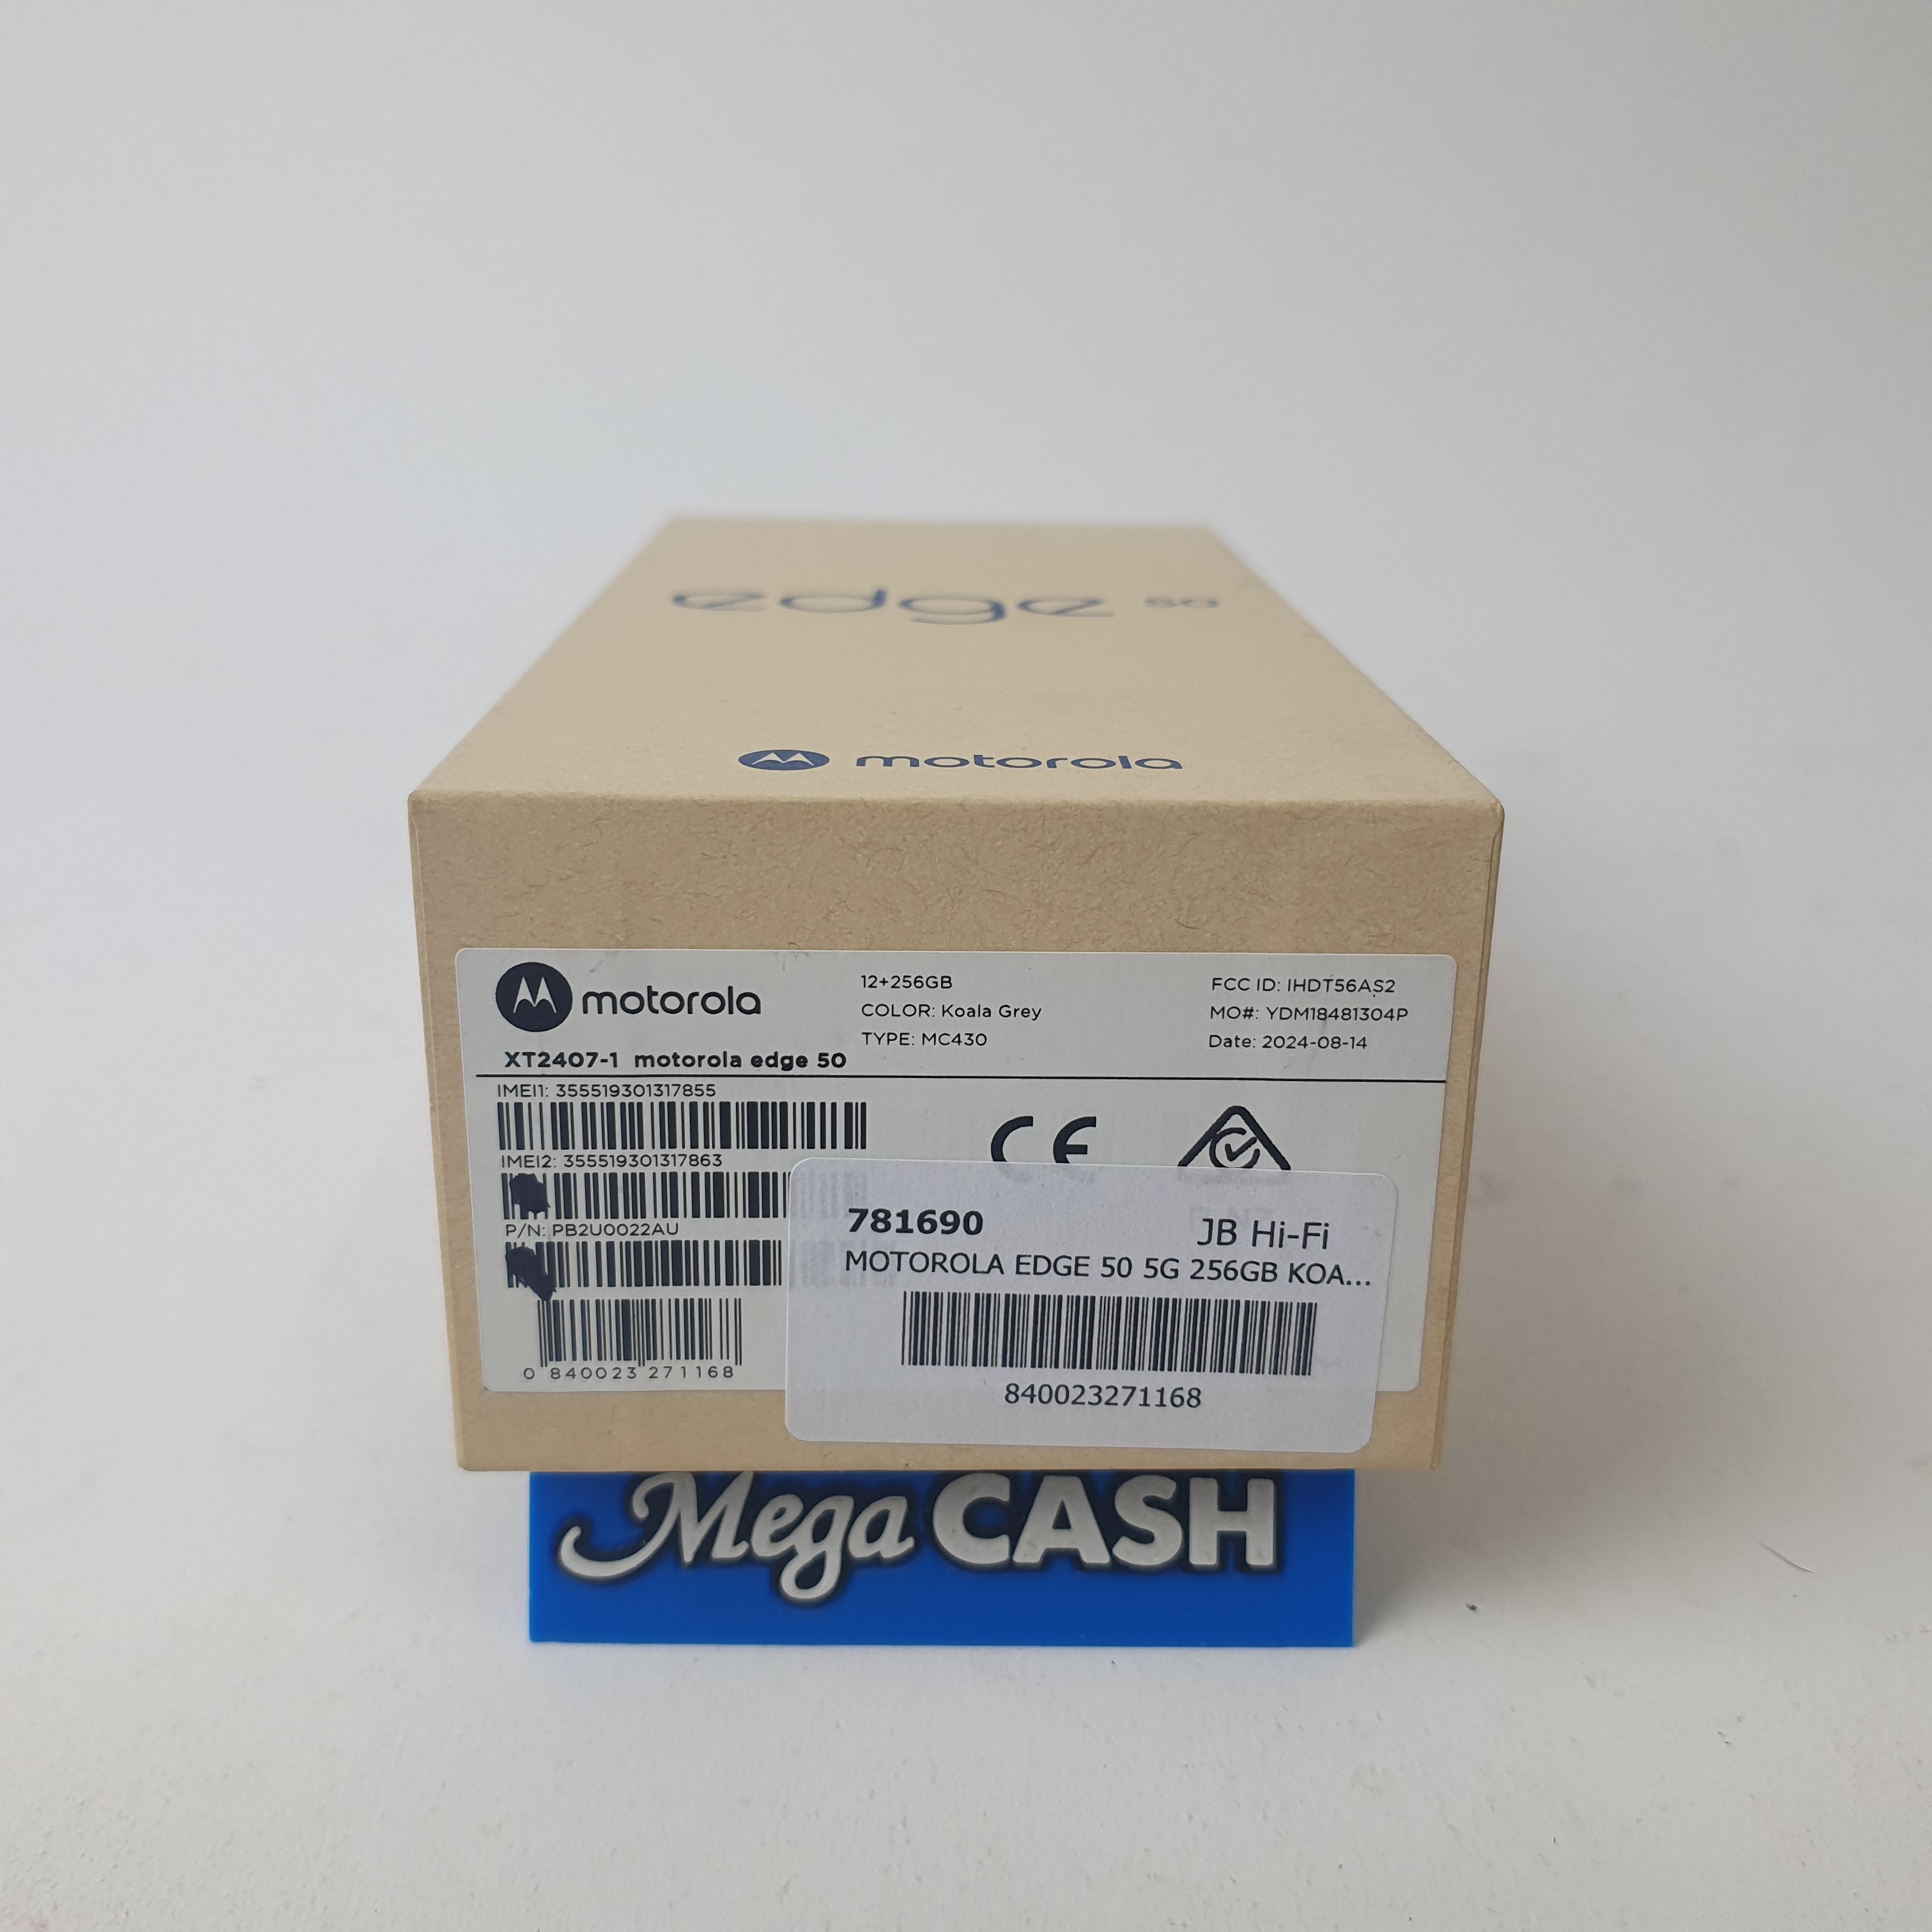 edge 50
motorola
motorola
XT2407-1 motorola edge 50
12+256GB
COLOR: Koala Grey
TYPE: MC430
FCC ID: IHDT56AS2
MO#: YDM18481304P
Date: 2024-08-14
IMEI1: 355519301317855
IMEI2: 355519301317863
P/N: PB2U0022AU
0 840023 271168
CE
781690
JB Hi-Fi
MOTOROLA EDGE 50 5G 256GB KOA...
840023271168
Mega CASH